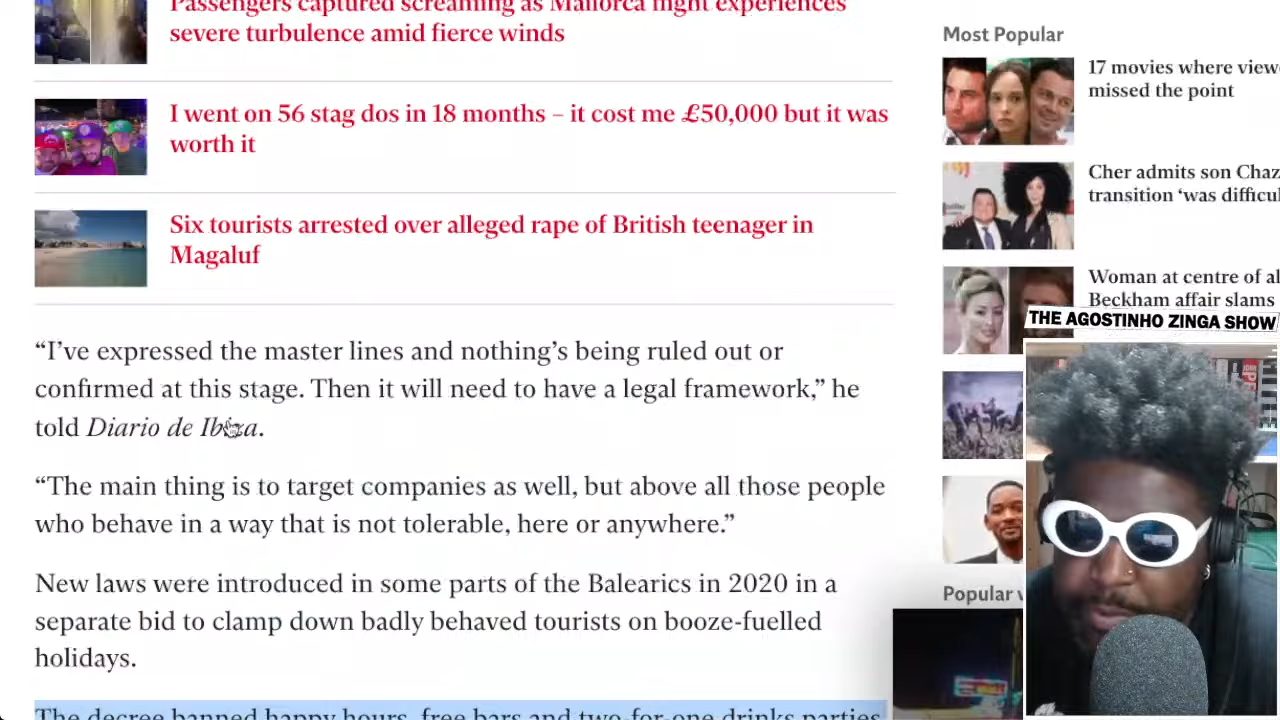 Passengers captured screaming as Mallorca flight experiences
severe turbulence amid fierce winds
I went on 56 stag dos in 18 months – it cost me £50,000 but it was
worth it
Six tourists arrested over alleged rape of British teenager in
Magaluf
“I’ve expressed the master lines and nothing’s being ruled out or
confirmed at this stage. Then it will need to have a legal framework,” he
told Diario de Ibiza.
“The main thing is to target companies as well, but above all those people
who behave in a way that is not tolerable, here or anywhere.”
New laws were introduced in some parts of the Balearics in 2020 in a
separate bid to clamp down badly behaved tourists on booze-fuelled
holidays.
The decree banned happy hours, free bars and two-for-one drinks parties
Most Popular
17 movies where view
missed the point
Cher admits son Chaz
transition ‘was difficu
Woman at centre of al
Beckham affair slams
THE AGOSTINHO ZINGA SHOW
Popular